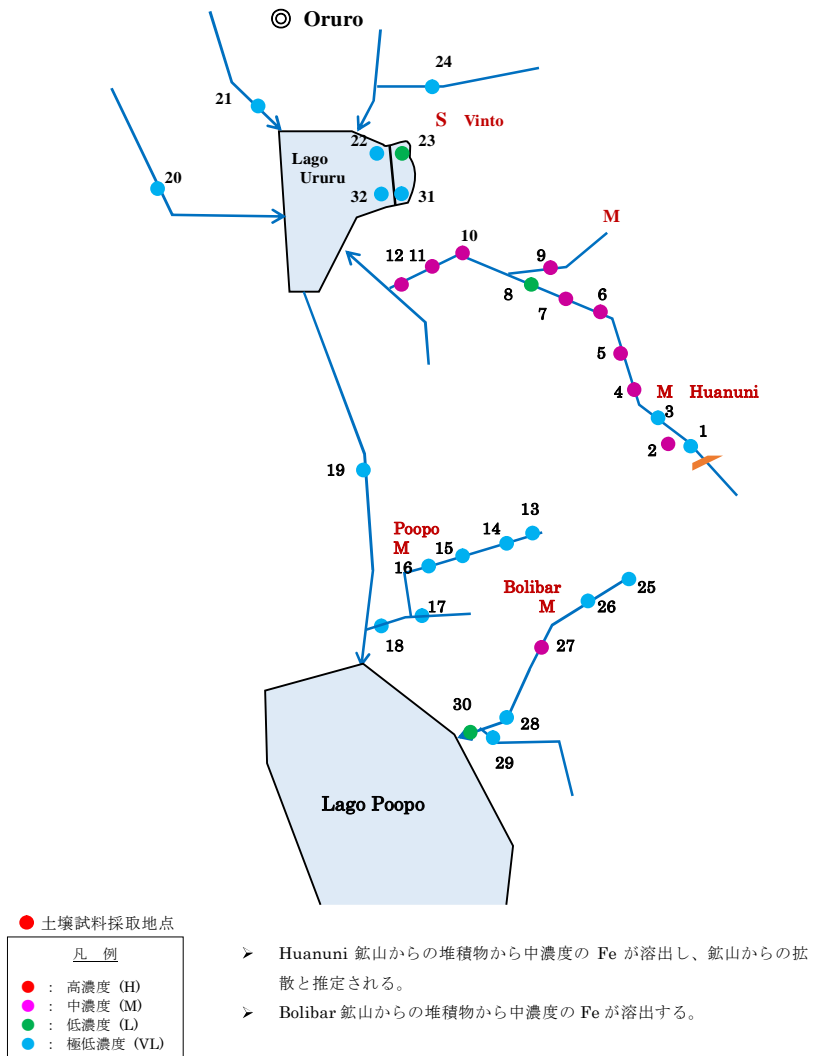 ◎ Oruro
24
21
S Vinto
22
23
Lago
Ururu
20
32
31
M
10
12 11
9
8
7
6
5
4
M Huanuni
3
1
2
19
13
Poopo
M
14
15
16
Bolibar
M
25
26
17
18
27
30
28
29
Lago Poopo
● 土壌試料採取地点
凡 例
● : 高濃度 (H)
● : 中濃度 (M)
● : 低濃度 (L)
● : 極低濃度 (VL)
➢ Huanuni 鉱山からの堆積物から中濃度の Fe が溶出し、鉱山からの拡
散と推定される。
➢ Bolibar 鉱山からの堆積物から中濃度の Fe が溶出する。